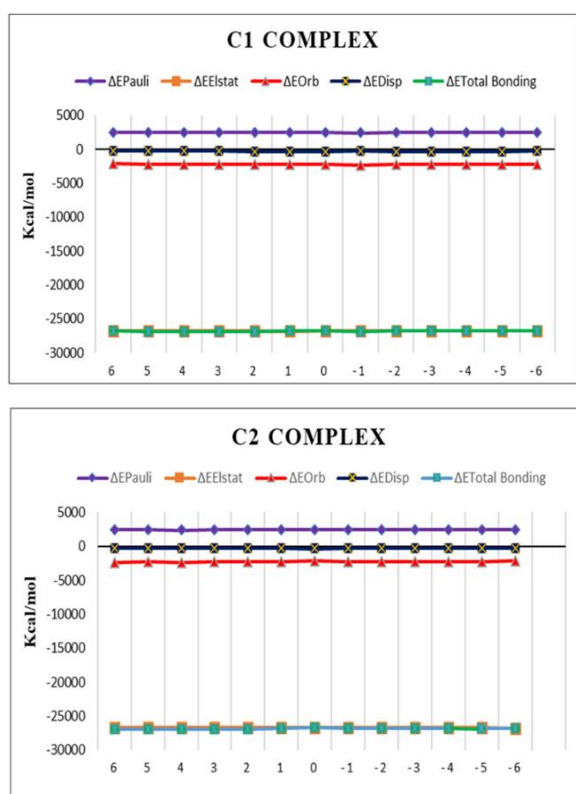 C1 COMPLEX
ΔEPauli ΔEElstat ΔEOrb ΔEDisp ΔETotal Bonding
Kcal/mol
5000
0
-5000
-10000
-15000
-20000
-25000
-30000
6 5 4 3 2 1 0 -1 -2 -3 -4 -5 -6
C2 COMPLEX
ΔEPauli ΔEElstat ΔEOrb ΔEDisp ΔETotal Bonding
Kcal/mol
5000
0
-5000
-10000
-15000
-20000
-25000
-30000
6 5 4 3 2 1 0 -1 -2 -3 -4 -5 -6